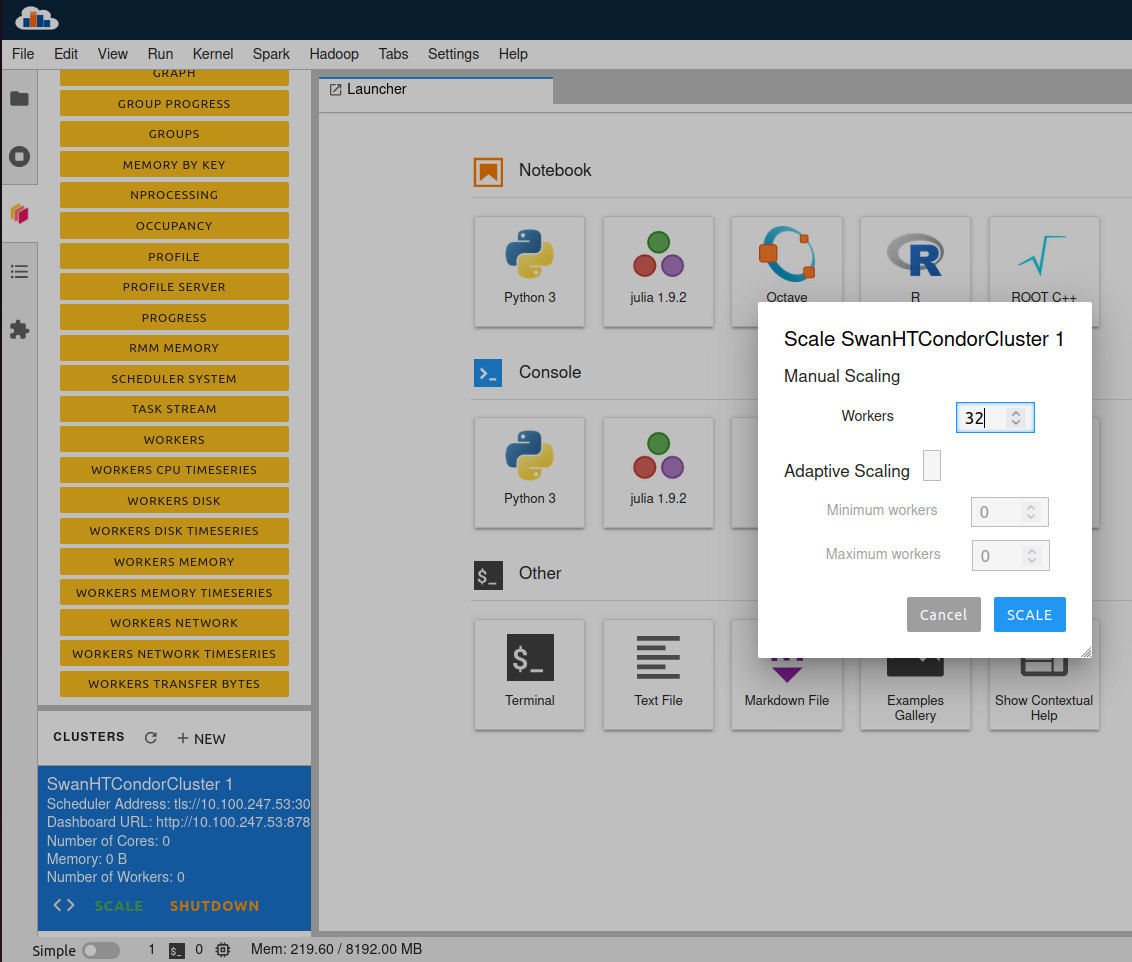 File Edit View Run Kernel Spark Hadoop Tabs Settings Help
GRAPH
GROUP PROGRESS
GROUPS
MEMORY BY KEY
NPROCESSING
OCCUPANCY
PROFILE
PROFILE SERVER
PROGRESS
RMM MEMORY
SCHEDULER SYSTEM
TASK STREAM
WORKERS
WORKERS CPU TIMESERIES
WORKERS DISK
WORKERS DISK TIMESERIES
WORKERS MEMORY
WORKERS MEMORY TIMESERIES
WORKERS NETWORK
WORKERS NETWORK TIMESERIES
WORKERS TRANSFER BYTES
CLUSTERS + NEW
SwanHTCondorCluster 1
Scheduler Address: tls://10.100.247.53:30
Dashboard URL: http://10.100.247.53:878
Number of Cores: 0
Memory: 0 B
Number of Workers: 0
<> SCALE SHUTDOWN
Launcher
Notebook
Python 3 julia 1.9.2 Octave R ROOT C++
Console
Python 3 julia 1.9.2
Other
$_
Terminal Text File Markdown File Examples Gallery Show Contextual Help
Scale SwanHTCondorCluster 1
Manual Scaling
Workers 32
Adaptive Scaling
Minimum workers 0
Maximum workers 0
Cancel SCALE
Simple 1 $_ 0 Mem: 219.60 / 8192.00 MB